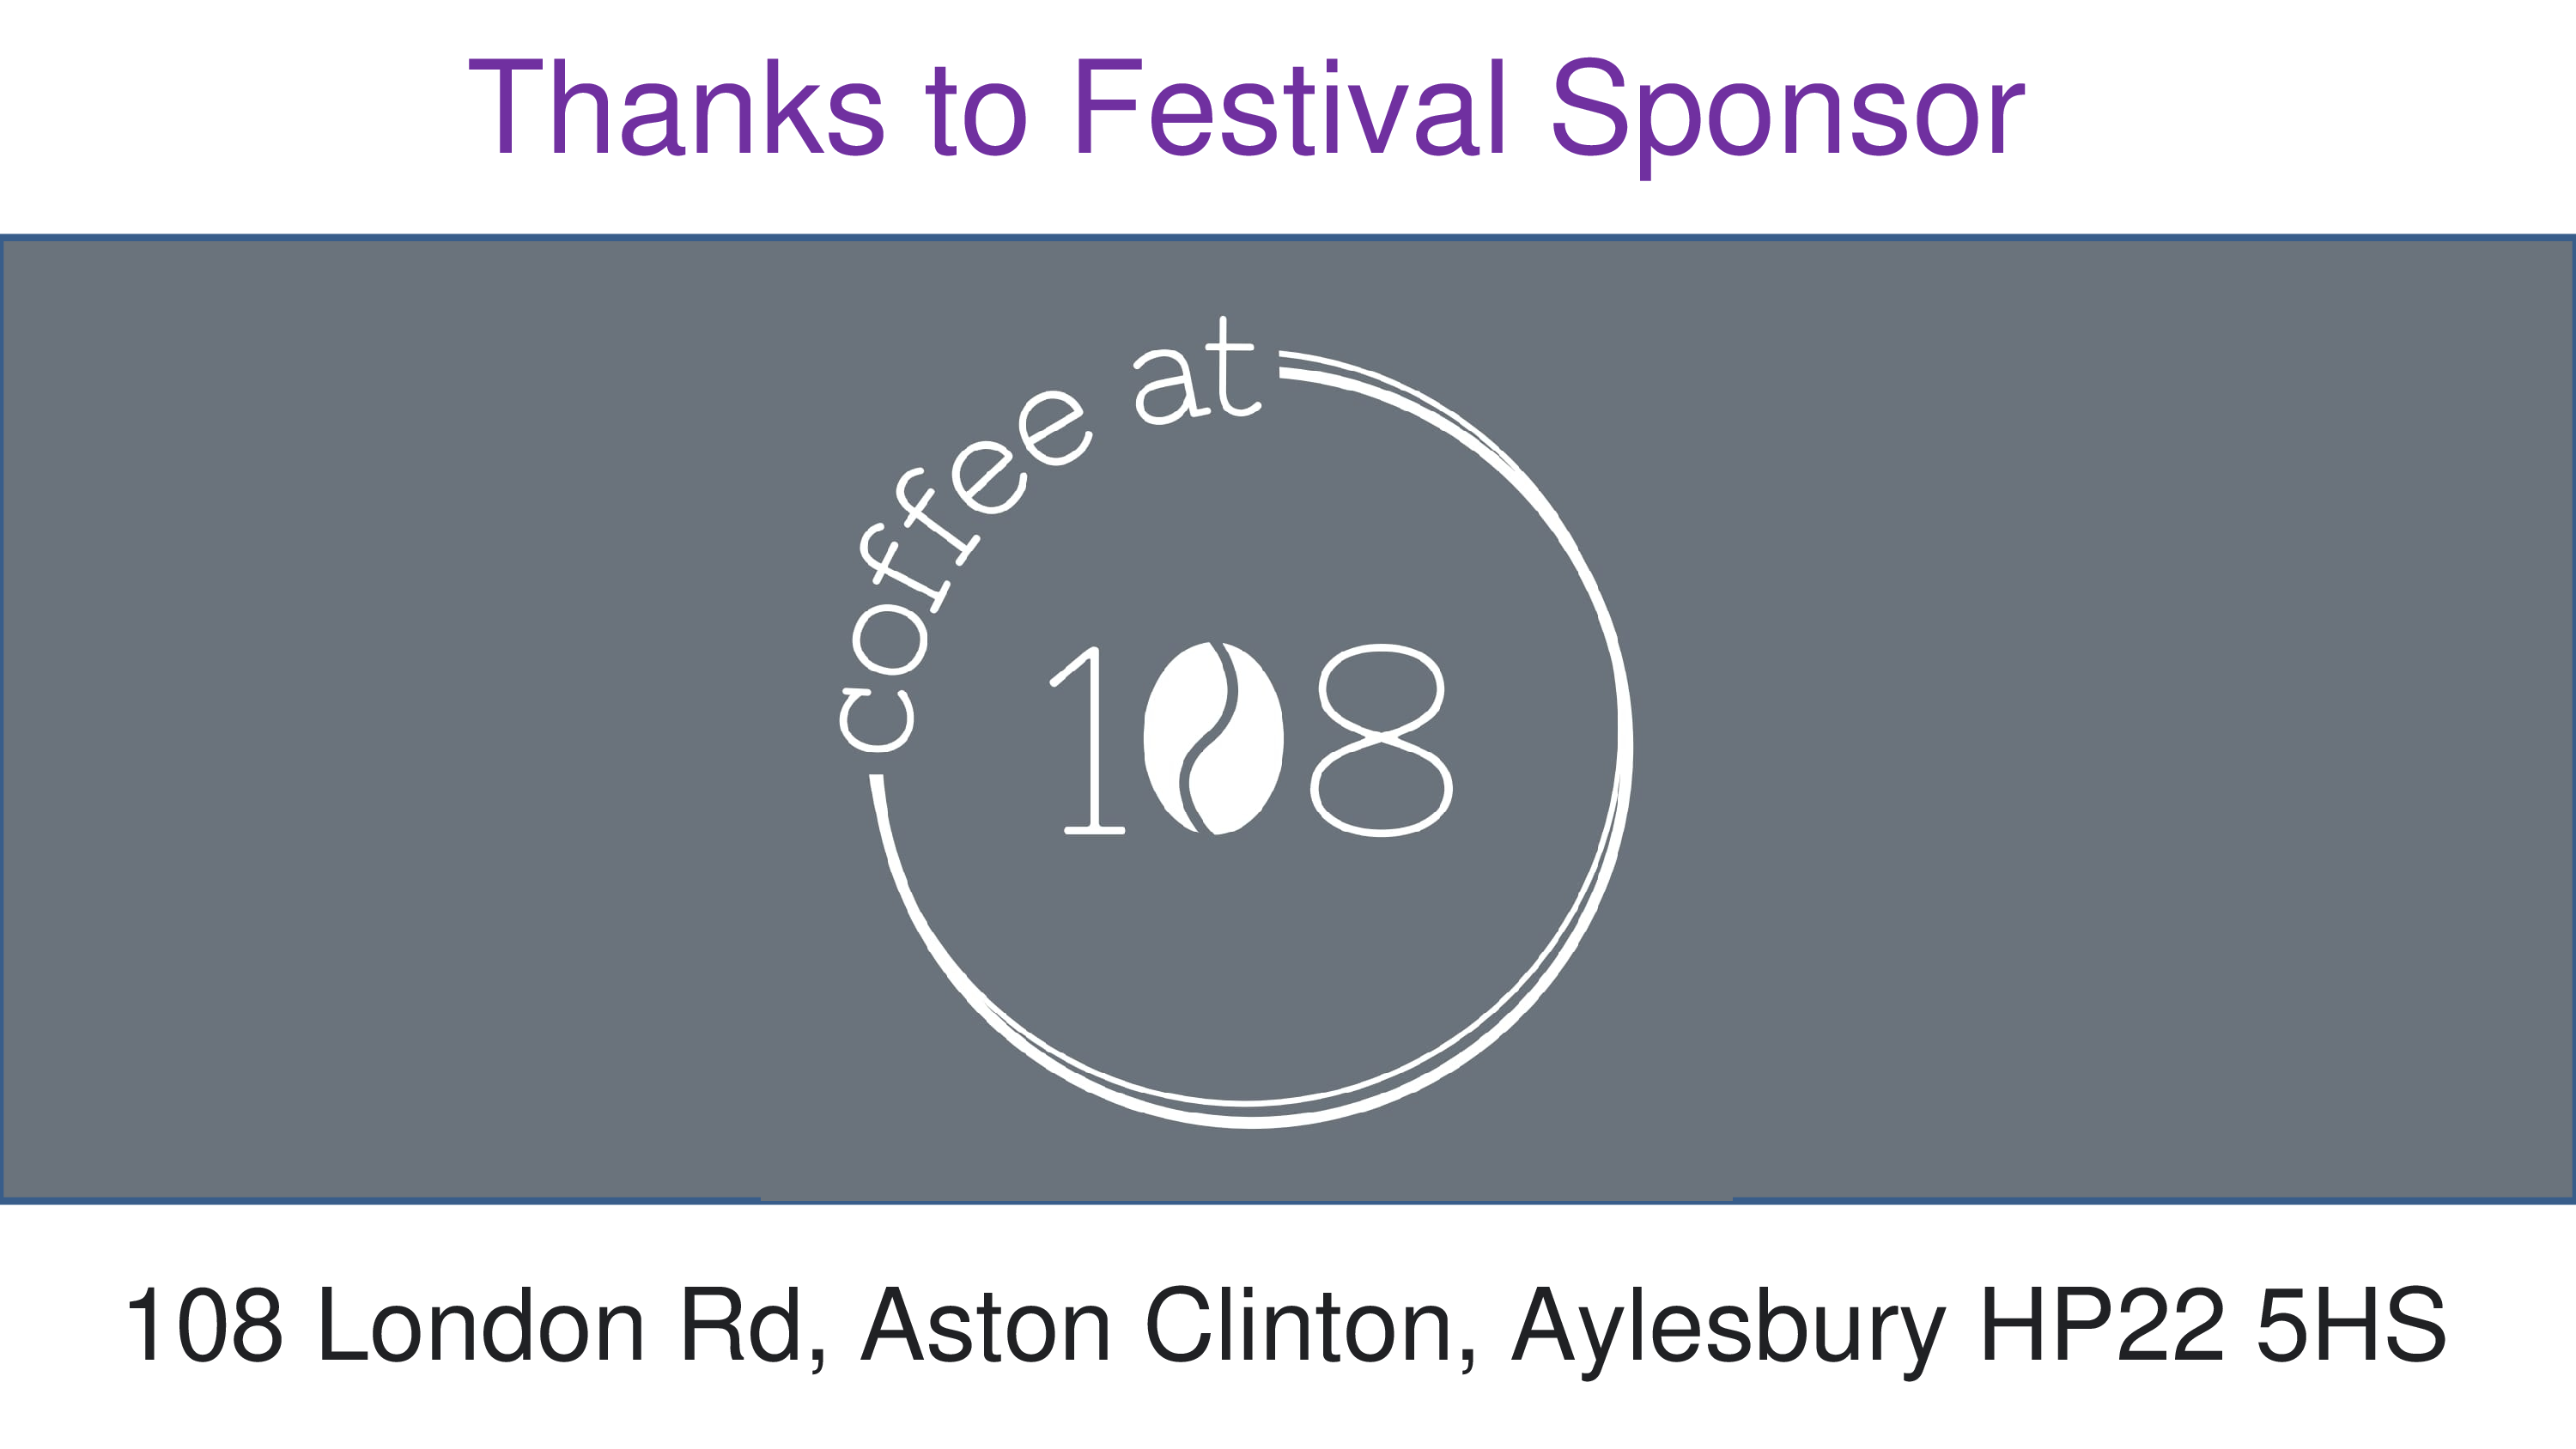 Thanks to Festival Sponsor
coffee at
108
108 London Rd, Aston Clinton, Aylesbury HP22 5HS